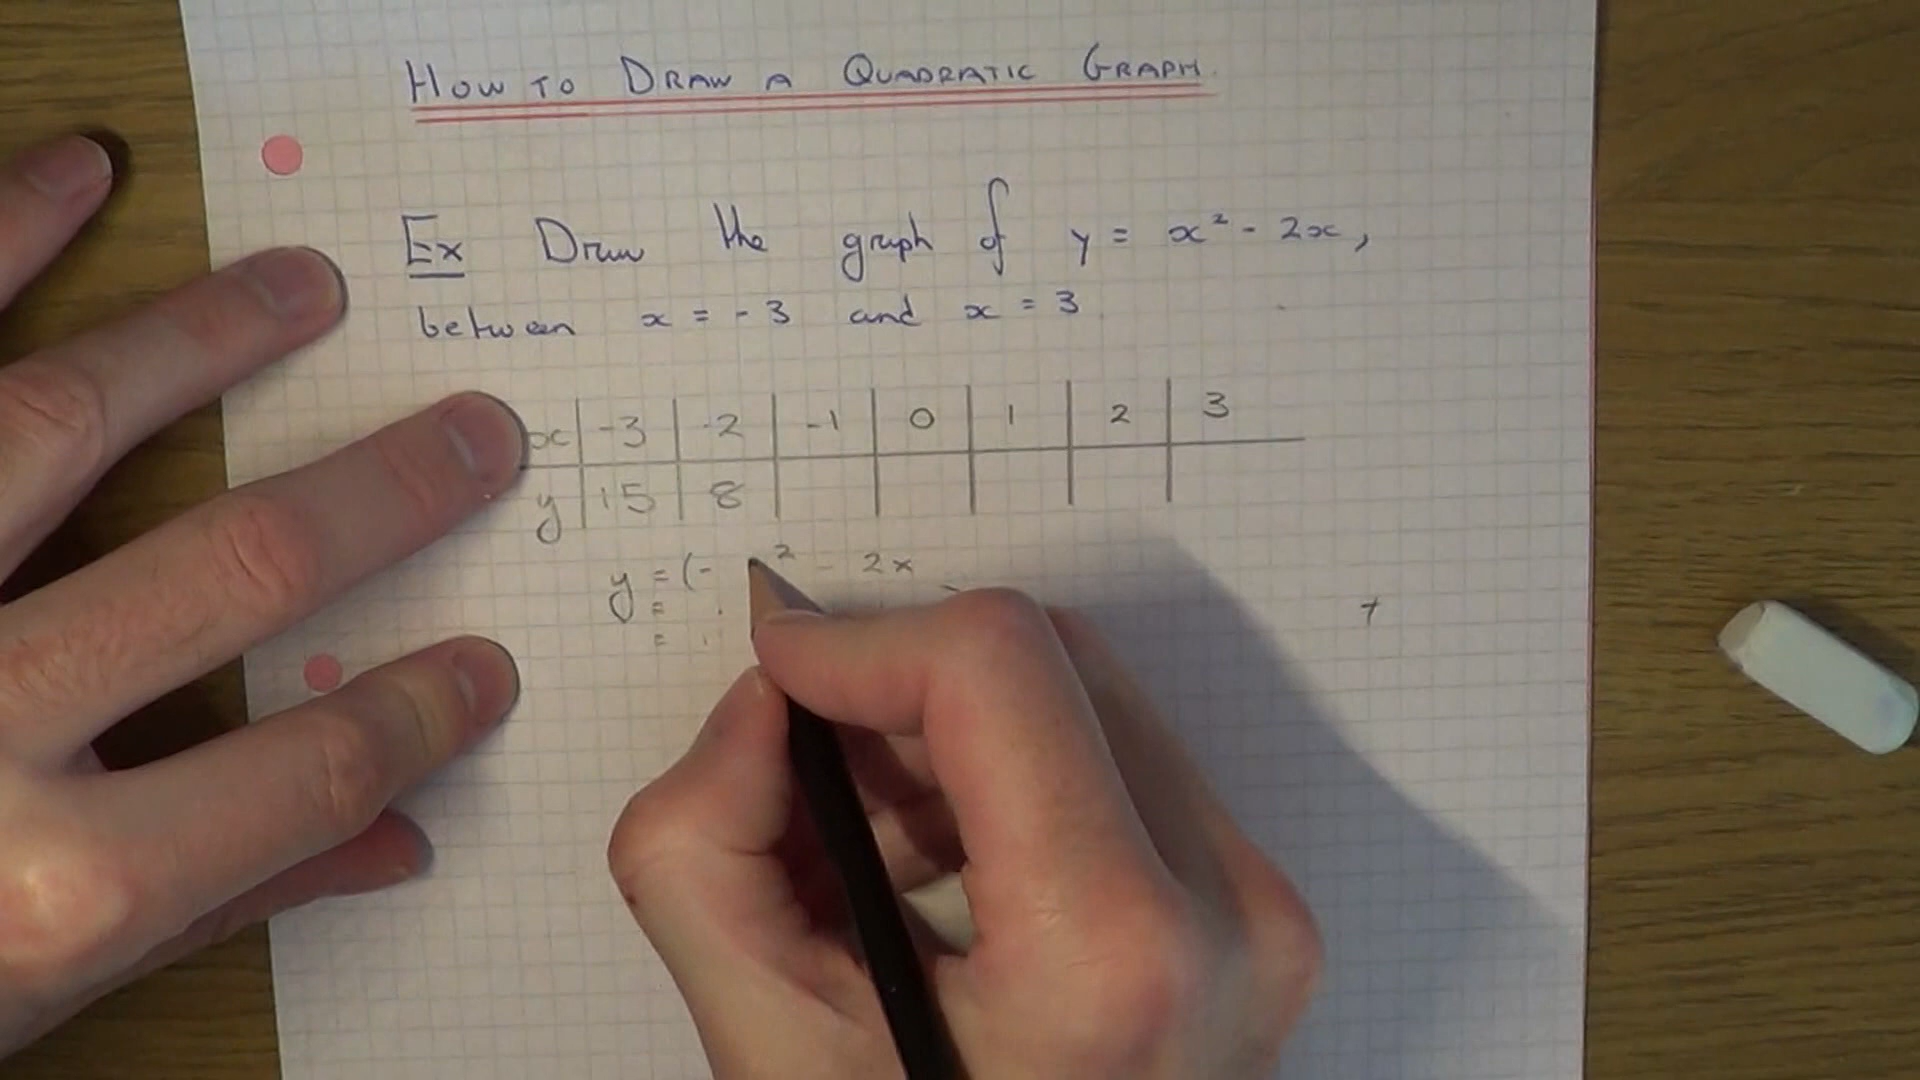 HOW TO DRAW A QUADRATIC GRAPH
Ex Draw the graph of y = x² - 2x,
between x = -3 and x = 3
x -3 -2 -1 0 1 2 3
y 15 8
y = (- ² - 2x
=
=
+